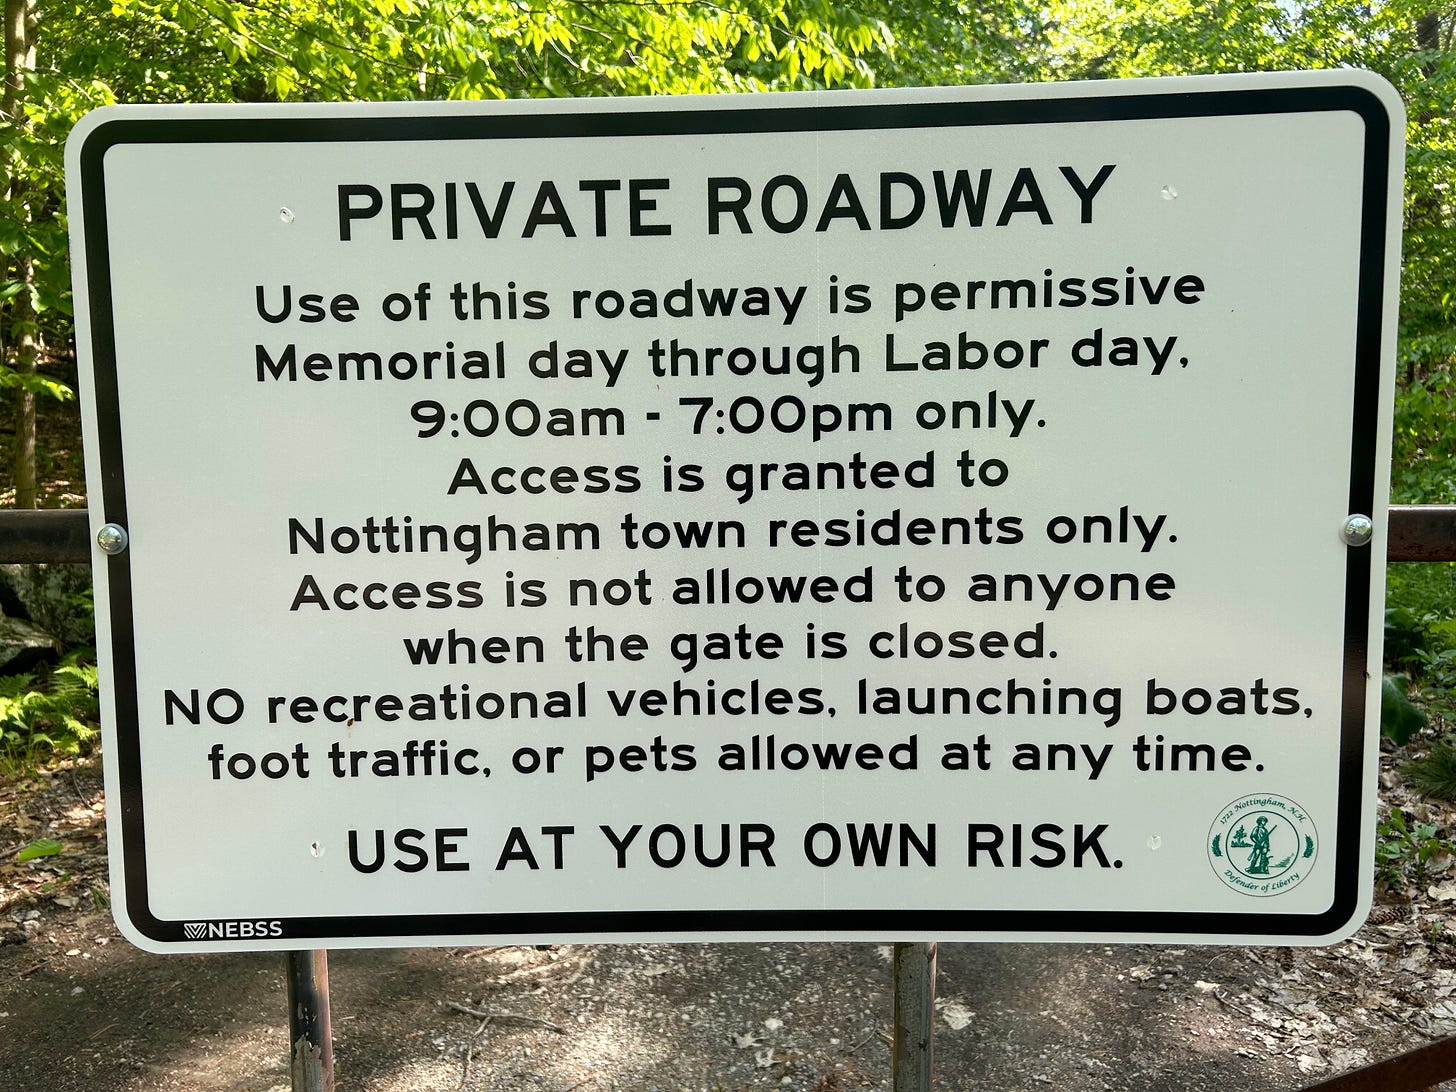 PRIVATE ROADWAY
Use of this roadway is permissive
Memorial day through Labor day,
9:00am - 7:00pm only.
Access is granted to
Nottingham town residents only.
Access is not allowed to anyone
when the gate is closed.
NO recreational vehicles, launching boats,
foot traffic, or pets allowed at any time.
USE AT YOUR OWN RISK.
1722 Nottingham, N.H.
Defender of Liberty
NEBSS